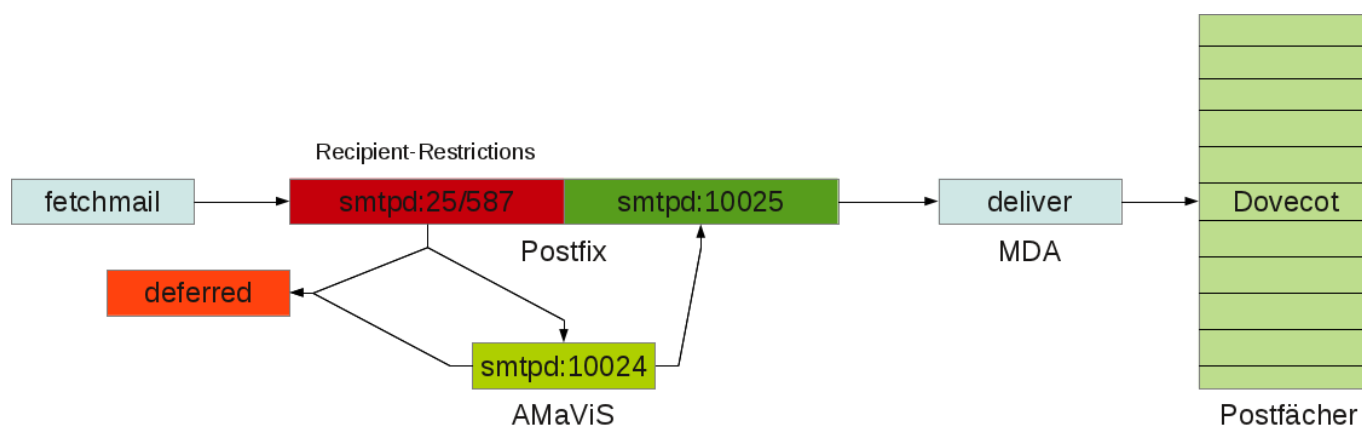 Recipient-Restrictions
fetchmail
smtpd:25/587
smtpd:10025
deliver
Dovecot
Postfix
MDA
deferred
smtpd:10024
AMaViS
Postfächer